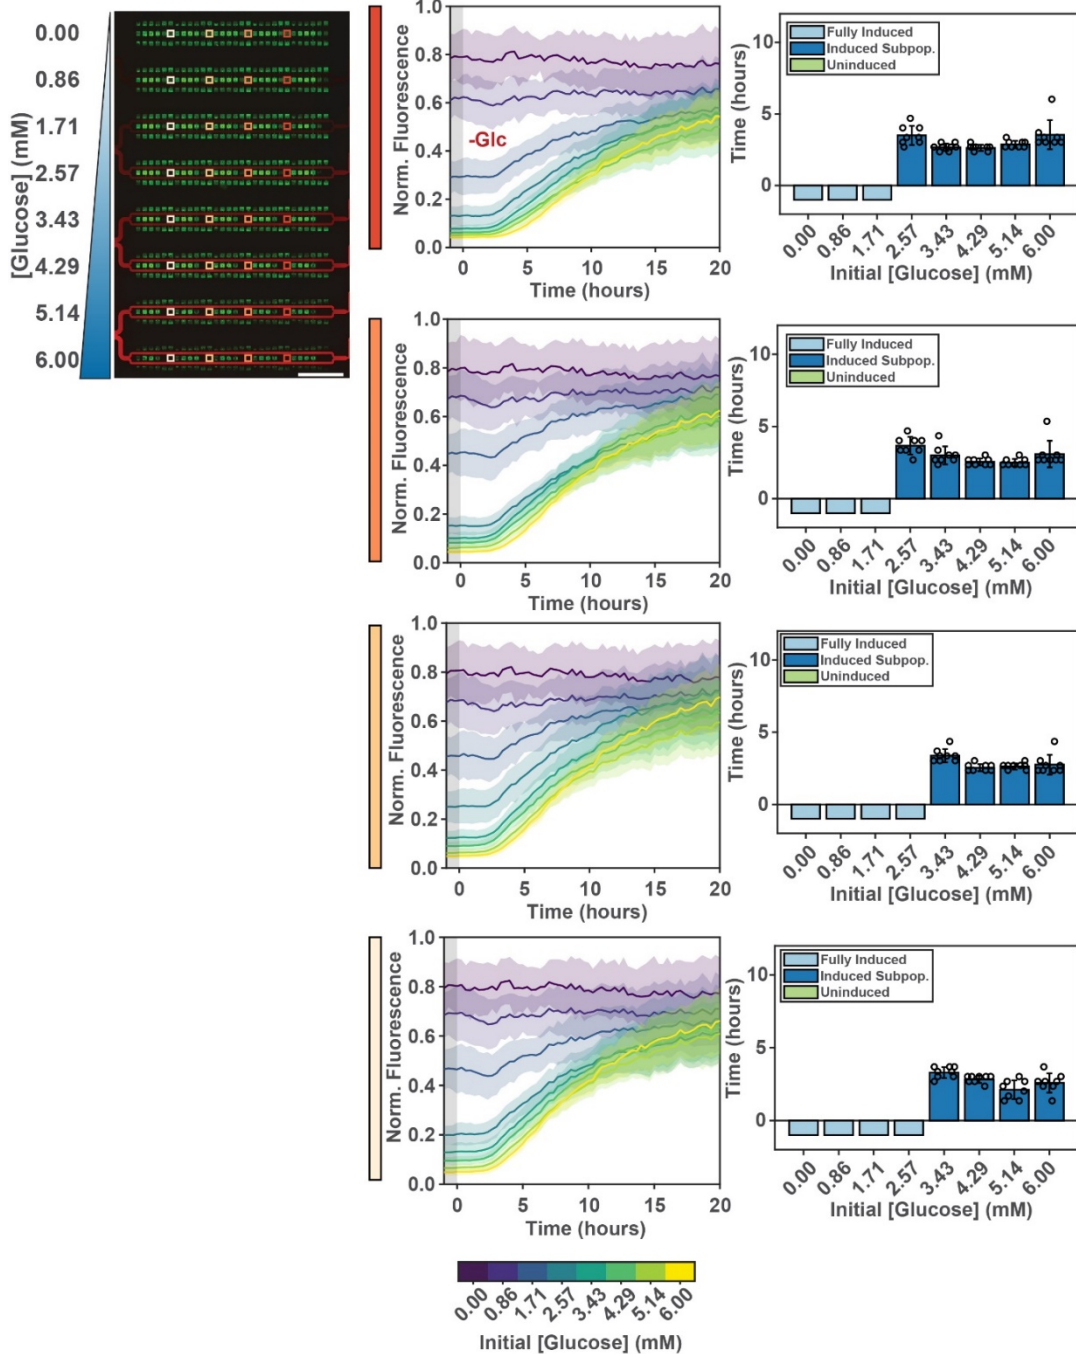 [Glucose] (mM)
0.00
0.86
1.71
2.57
3.43
4.29
5.14
6.00
Norm. Fluorescence
1.0
0.8
0.6
0.4
0.2
0.0
-Glc
0 5 10 15 20
Time (hours)
Time (hours)
10
5
0
Fully Induced
Induced Subpop.
Uninduced
0.00 0.86 1.71 2.57 3.43 4.29 5.14 6.00
Initial [Glucose] (mM)
Norm. Fluorescence
1.0
0.8
0.6
0.4
0.2
0.0
0 5 10 15 20
Time (hours)
Time (hours)
10
5
0
Fully Induced
Induced Subpop.
Uninduced
0.00 0.86 1.71 2.57 3.43 4.29 5.14 6.00
Initial [Glucose] (mM)
Norm. Fluorescence
1.0
0.8
0.6
0.4
0.2
0.0
0 5 10 15 20
Time (hours)
Time (hours)
10
5
0
Fully Induced
Induced Subpop.
Uninduced
0.00 0.86 1.71 2.57 3.43 4.29 5.14 6.00
Initial [Glucose] (mM)
Norm. Fluorescence
1.0
0.8
0.6
0.4
0.2
0.0
0 5 10 15 20
Time (hours)
Time (hours)
10
5
0
Fully Induced
Induced Subpop.
Uninduced
0.00 0.86 1.71 2.57 3.43 4.29 5.14 6.00
Initial [Glucose] (mM)
0.00 0.86 1.71 2.57 3.43 4.29 5.14 6.00
Initial [Glucose] (mM)